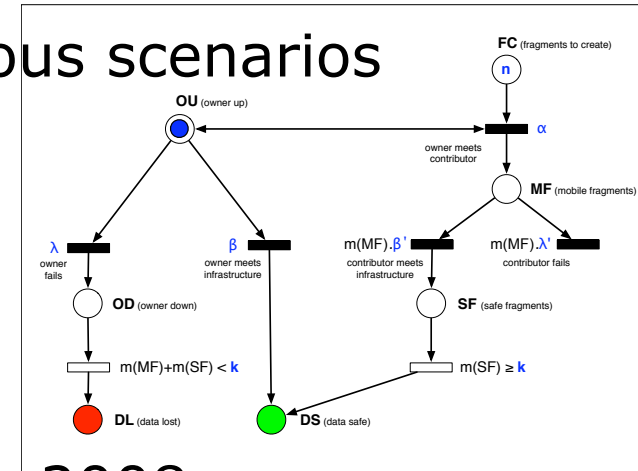 ous scenarios
FC (fragments to create)
n
OU (owner up)
α
owner meets
contributor
MF (mobile fragments)
λ
owner
fails
β
owner meets
infrastructure
m(MF).β'
contributor meets
infrastructure
m(MF).λ'
contributor fails
OD (owner down)
SF (safe fragments)
m(MF)+m(SF) < k
m(SF) ≥ k
DL (data lost)
DS (data safe)